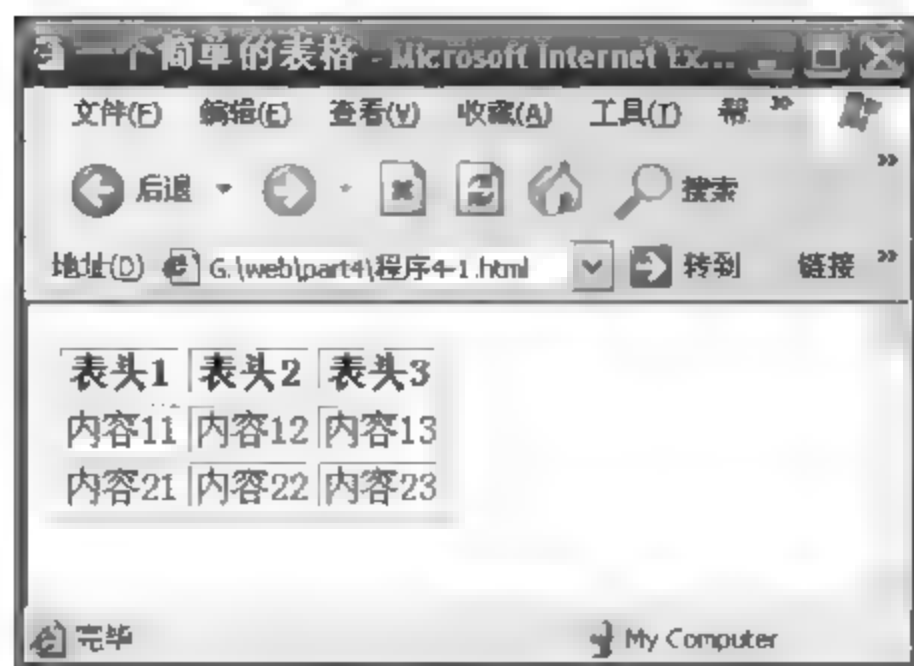 一个简单的表格 - Microsoft Internet Ex...
文件(F) 编辑(E) 查看(V) 收藏(A) 工具(T) 帮 »
后退 搜索 »
地址(D) G:\web\part4\程序4-1.html 转到 链接 »
表头1 表头2 表头3
内容11 内容12 内容13
内容21 内容22 内容23
完毕 My Computer